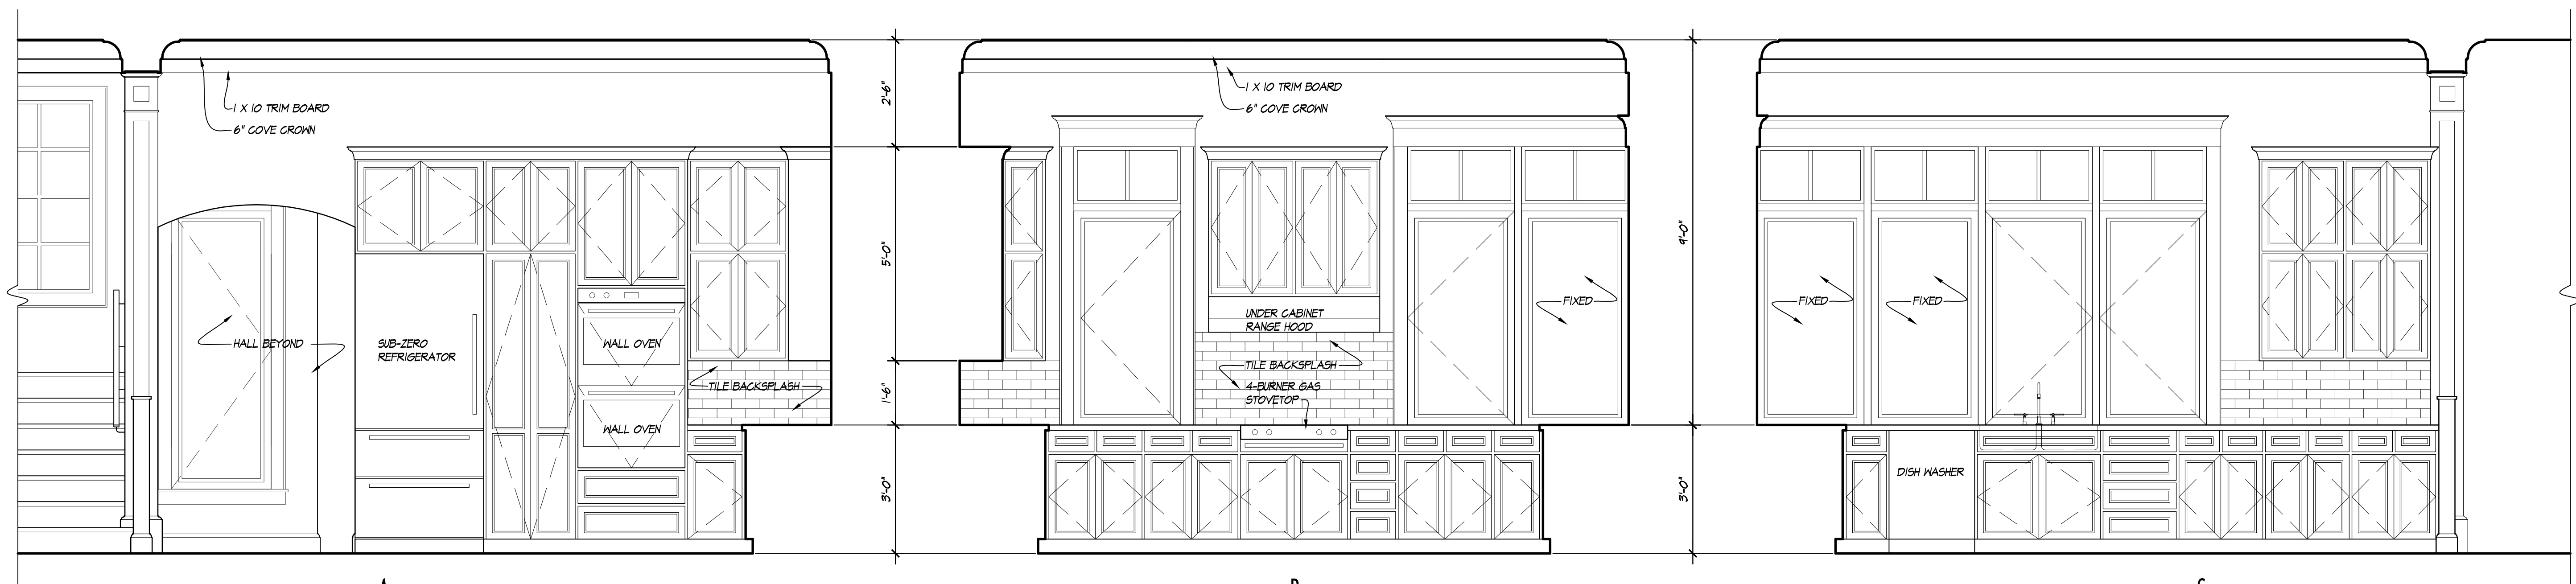 1 X 10 TRIM BOARD
6" COVE CROWN
HALL BEYOND
SUB-ZERO
REFRIGERATOR
WALL OVEN
WALL OVEN
TILE BACKSPLASH
2'-6"
5'-0"
1'-6"
3'-0"
1 X 10 TRIM BOARD
6" COVE CROWN
UNDER CABINET
RANGE HOOD
TILE BACKSPLASH
4-BURNER GAS
STOVETOP
FIXED
9'-0"
3'-0"
FIXED
FIXED
DISH WASHER